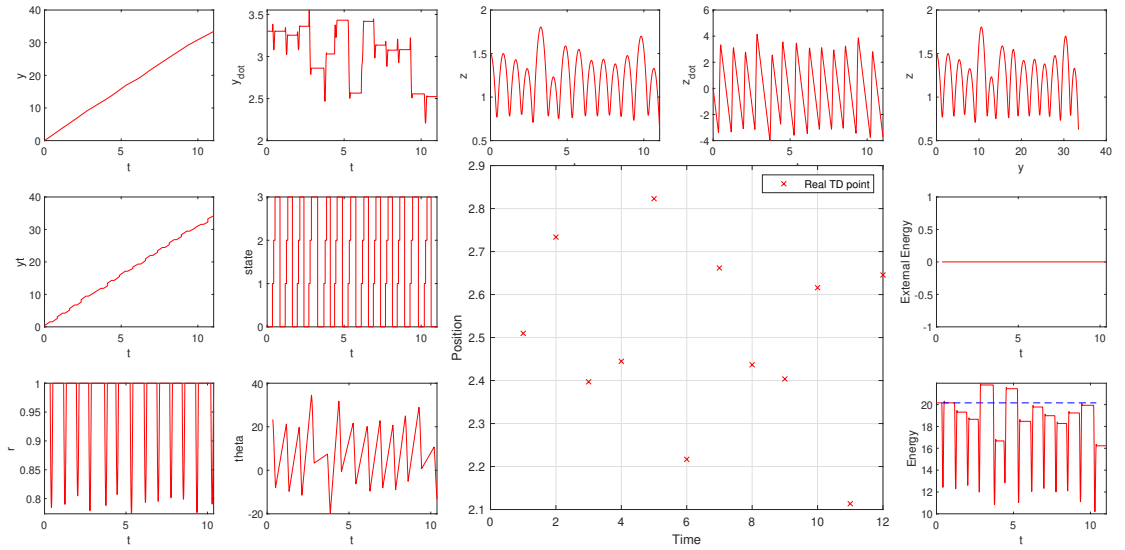 40
30
20
10
0
y
0 5 10
t
3.5
3
2.5
2
y_dot
0 5 10
t
2
1.5
1
0.5
z
0 5 10
6
4
2
0
-2
-4
z_dot
0 5 10
2
1.5
1
0.5
z
0 10 20 30 40
y
40
20
0
yt
0 5 10
t
3
2
1
0
state
0 5 10
t
2.9
2.8
2.7
2.6
2.5
2.4
2.3
2.2
2.1
Position
Real TD point
0 2 4 6 8 10 12
Time
1
0.5
0
-0.5
-1
External Energy
0 5 10
t
1
0.95
0.9
0.85
0.8
r
0 5 10
t
40
20
0
-20
theta
0 5 10
t
20
18
16
14
12
10
Energy
0 5 10
t